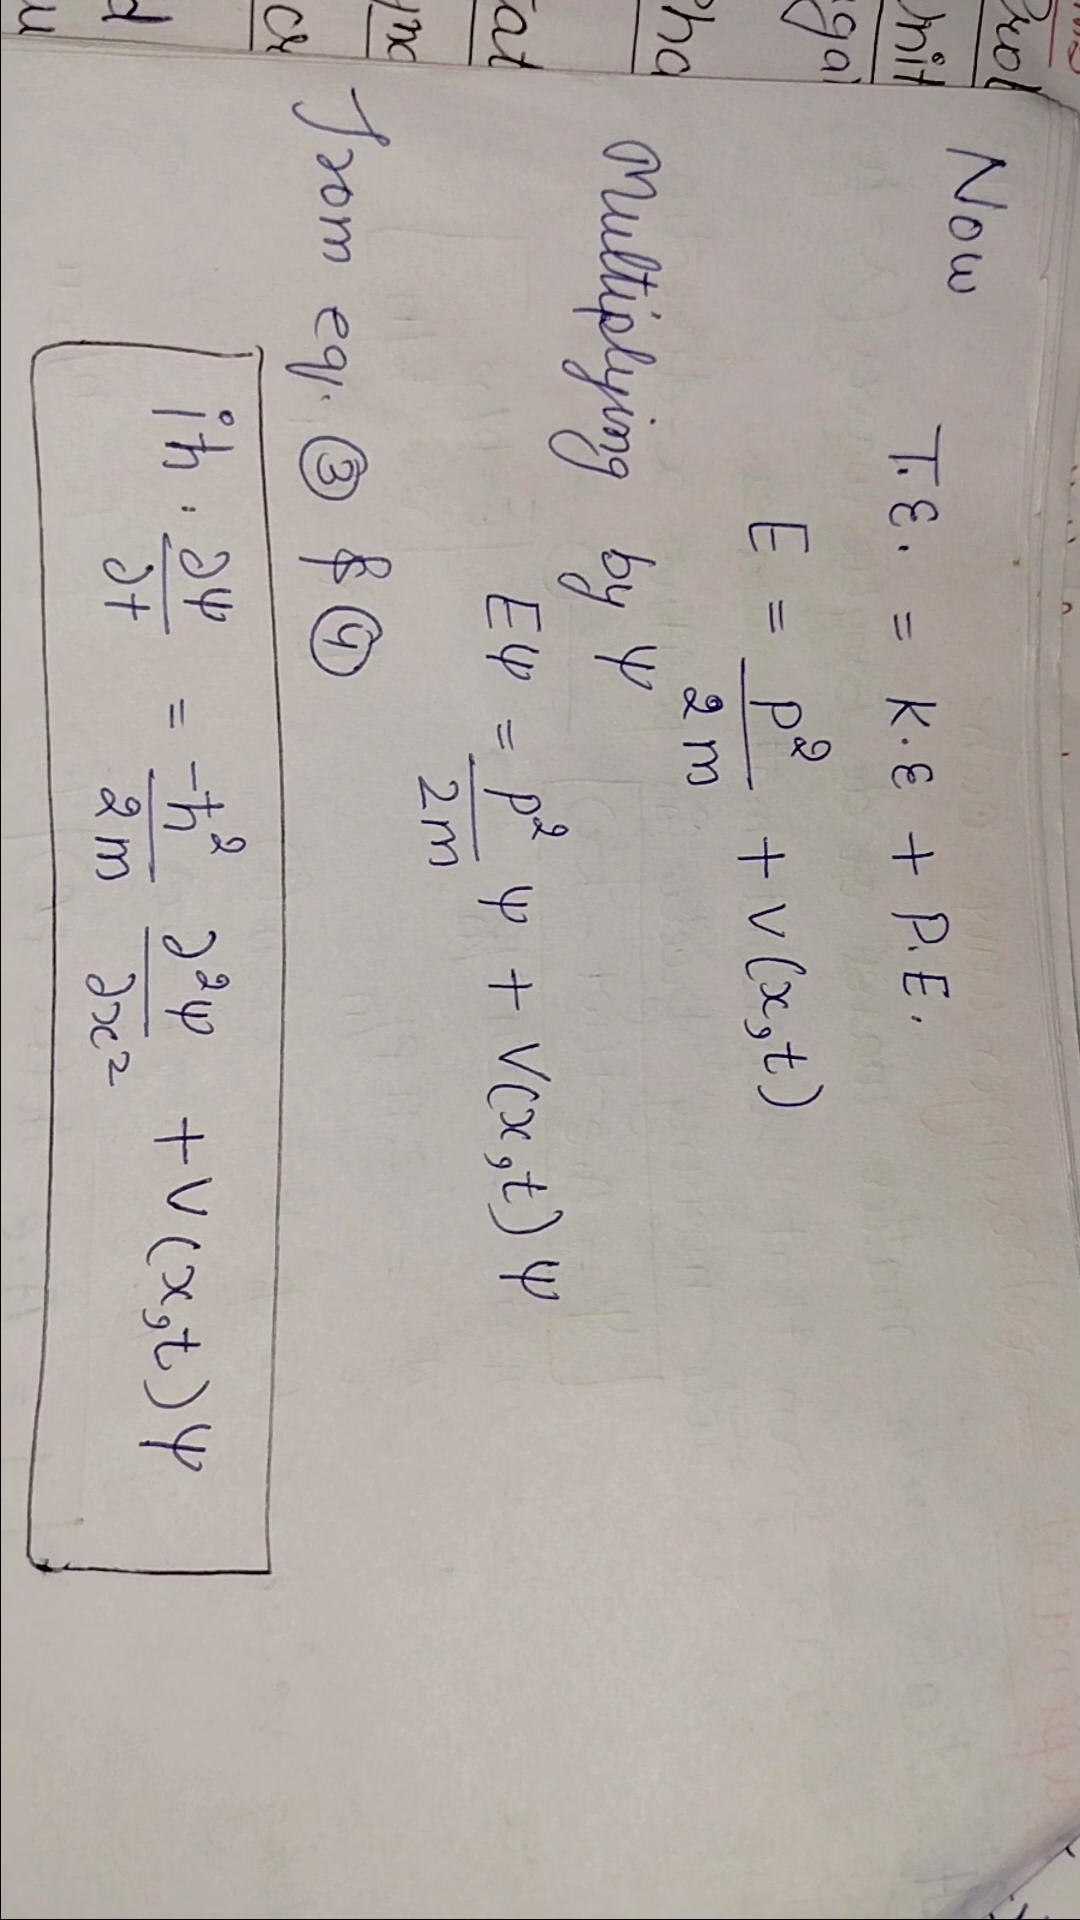 Now
T.E. = K.E + P.E.
E = p²/2m + V(x,t)
Multiplying by ψ
Eψ = p²/2m ψ + V(x,t)ψ
From eq. ③ & ④
iħ · ∂ψ/∂t = -ħ²/2m ∂²ψ/∂x² + V(x,t)ψ